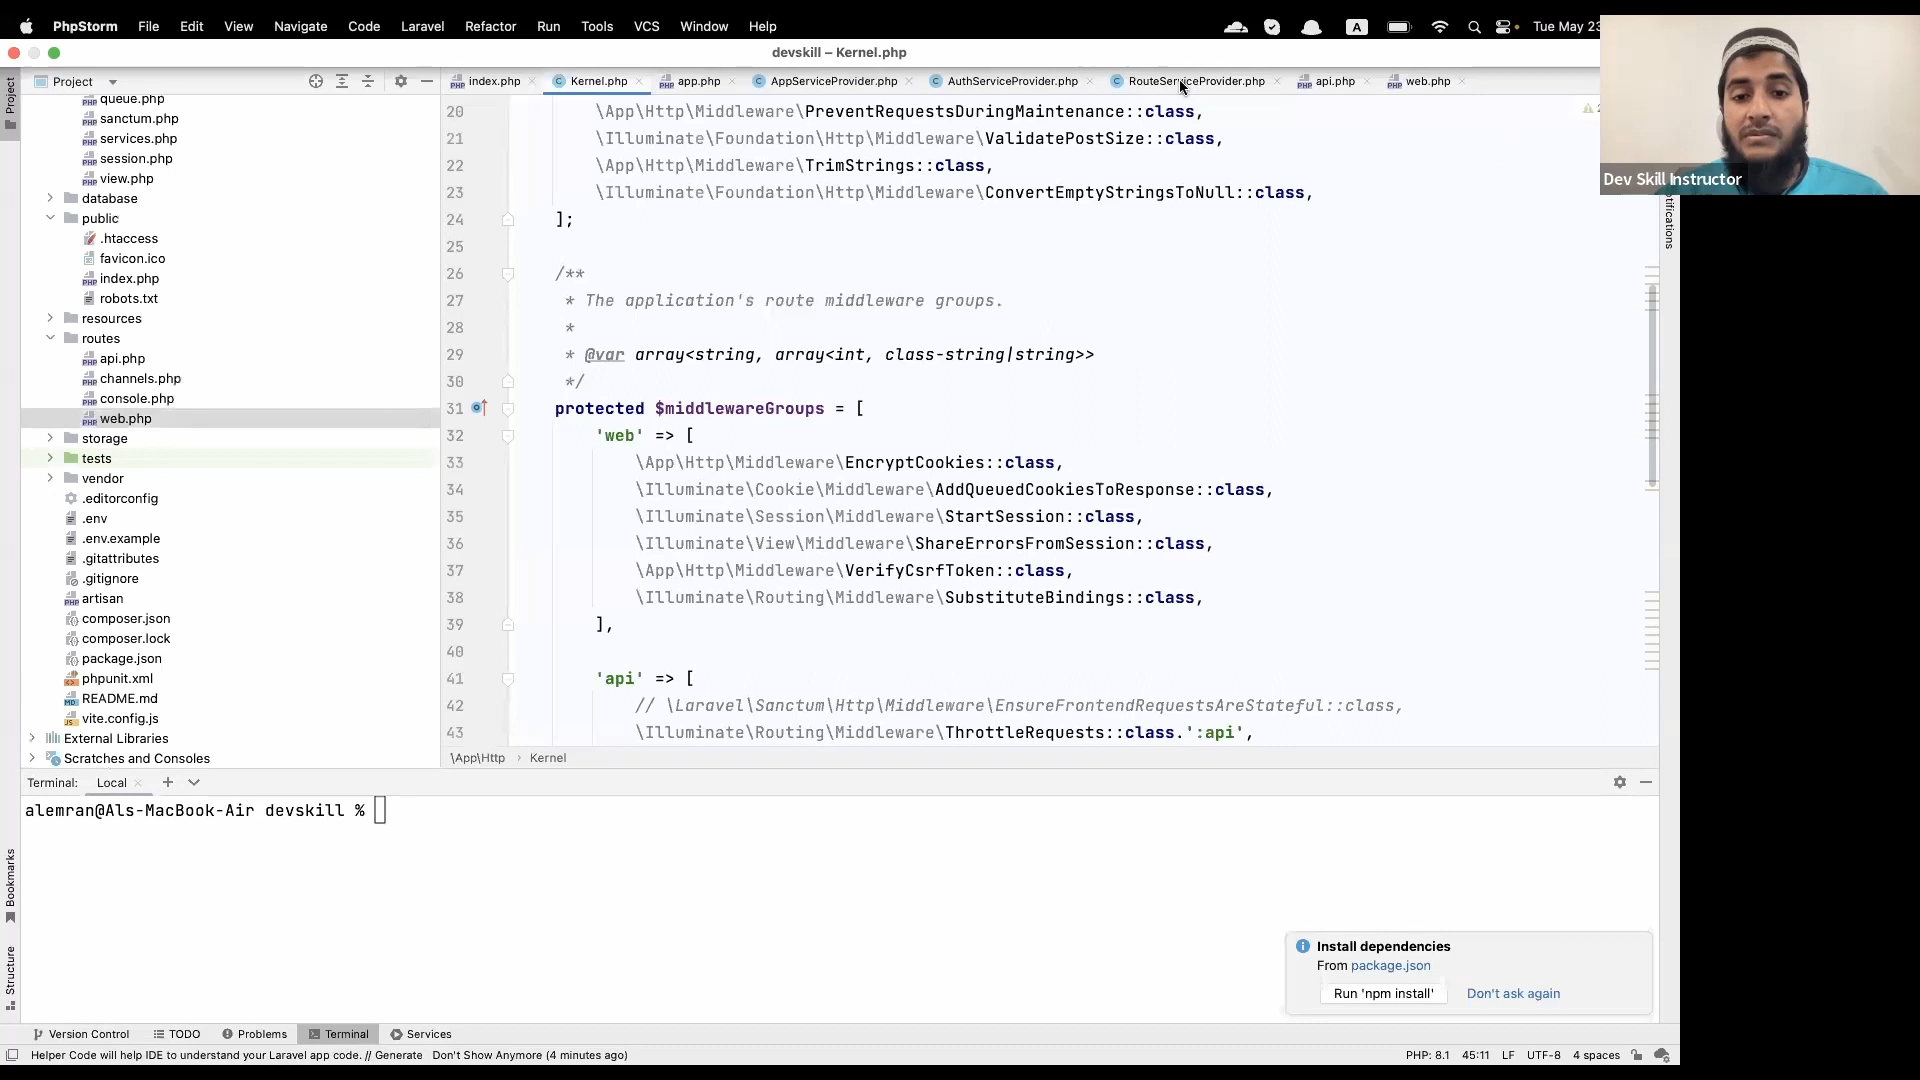 PhpStorm File Edit View Navigate Code Laravel Refactor Run Tools VCS Window Help A Tue May 23
devskill – Kernel.php
Project
index.php Kernel.php app.php AppServiceProvider.php AuthServiceProvider.php RouteServiceProvider.php api.php web.php
Project
queue.php
sanctum.php
services.php
session.php
view.php
database
public
.htaccess
favicon.ico
index.php
robots.txt
resources
routes
api.php
channels.php
console.php
web.php
storage
tests
vendor
.editorconfig
.env
.env.example
.gitattributes
.gitignore
artisan
composer.json
composer.lock
package.json
phpunit.xml
README.md
vite.config.js
External Libraries
Scratches and Consoles
20 \App\Http\Middleware\PreventRequestsDuringMaintenance::class,
21 \Illuminate\Foundation\Http\Middleware\ValidatePostSize::class,
22 \App\Http\Middleware\TrimStrings::class,
23 \Illuminate\Foundation\Http\Middleware\ConvertEmptyStringsToNull::class,
24 ];
25
26 /**
27 * The application's route middleware groups.
28 *
29 * @var array<string, array<int, class-string|string>>
30 */
31 protected $middlewareGroups = [
32 'web' => [
33 \App\Http\Middleware\EncryptCookies::class,
34 \Illuminate\Cookie\Middleware\AddQueuedCookiesToResponse::class,
35 \Illuminate\Session\Middleware\StartSession::class,
36 \Illuminate\View\Middleware\ShareErrorsFromSession::class,
37 \App\Http\Middleware\VerifyCsrfToken::class,
38 \Illuminate\Routing\Middleware\SubstituteBindings::class,
39 ],
40
41 'api' => [
42 // \Laravel\Sanctum\Http\Middleware\EnsureFrontendRequestsAreStateful::class,
43 \Illuminate\Routing\Middleware\ThrottleRequests::class.':api',
\App\Http › Kernel
Dev Skill Instructor
Terminal: Local
alemran@Als-MacBook-Air devskill %
Bookmarks
Structure
Install dependencies
From package.json
Run 'npm install' Don't ask again
Version Control TODO Problems Terminal Services
Helper Code will help IDE to understand your Laravel app code. // Generate Don't Show Anymore (4 minutes ago) PHP: 8.1 45:11 LF UTF-8 4 spaces